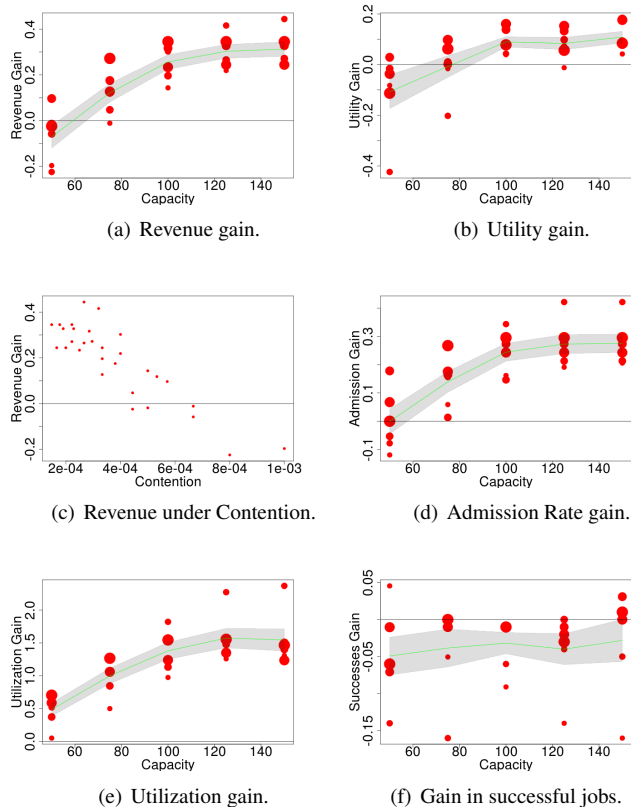 0.4
0.2
0.0
-0.2
Revenue Gain
60 80 100 120 140
Capacity
(a) Revenue gain.
0.2
0.0
-0.2
-0.4
Utility Gain
60 80 100 120 140
Capacity
(b) Utility gain.
0.4
0.2
0.0
-0.2
Revenue Gain
2e-04 4e-04 6e-04 8e-04 1e-03
Contention
(c) Revenue under Contention.
0.3
0.1
-0.1
Admission Gain
60 80 100 120 140
Capacity
(d) Admission Rate gain.
2.0
1.5
1.0
0.5
0.0
Utilization Gain
60 80 100 120 140
Capacity
(e) Utilization gain.
0.05
-0.05
-0.15
Successes Gain
60 80 100 120 140
Capacity
(f) Gain in successful jobs.